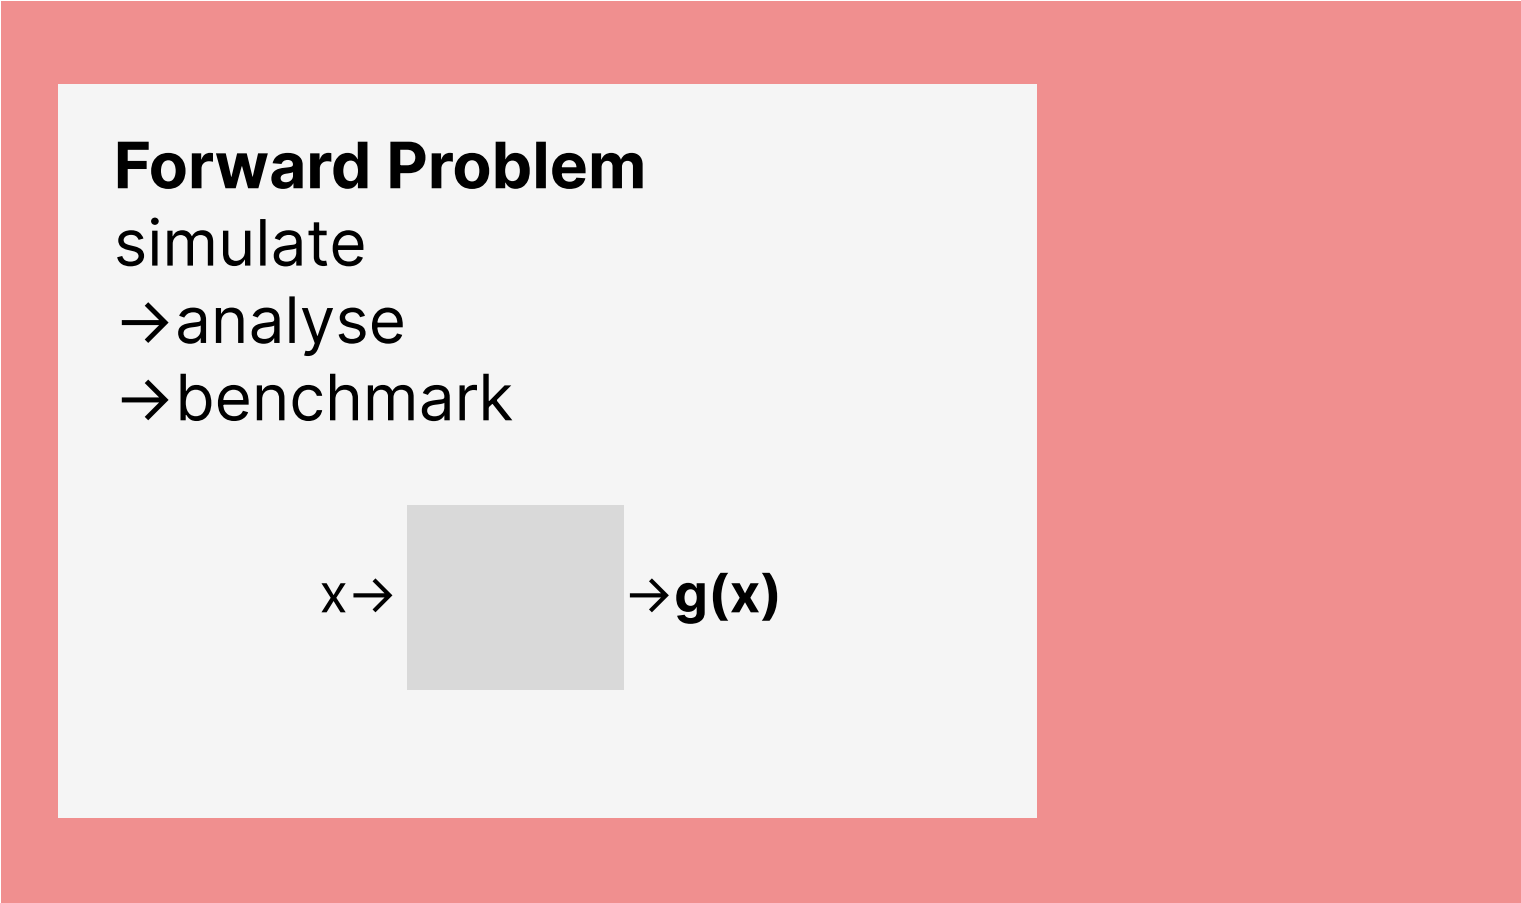 Forward Problem
simulate
→analyse
→benchmark
x→ →g(x)